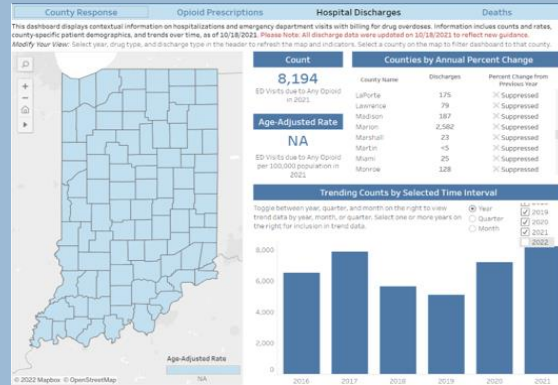 County Response
Opioid Prescriptions
Hospital Discharges
Deaths
This dashboard displays contextual information on hospitalizations and emergency department visits with billing for drug overdoses. Information inclues counts and rates,
county-specific patient demographics, and trends over time, as of 10/18/2021. Please Note: All discharge data were updated on 10/18/2021 to reflect new guidance.
Modify Your View: Select year, drug type, and discharge type in the header to refresh the map and indicators. Select a county on the map to filter dashboard to that county.
Count
8,194
ED Visits due to Any Opioid
in 2021
Age-Adjusted Rate
NA
ED Visits due to Any Opioid
per 100,000 population in
2021
Counties by Annual Percent Change
County Name
Discharges
Percent Change from
Previous Year
LaPorte 175 Suppressed
Lawrence 79 Suppressed
Madison 187 Suppressed
Marion 2,582 Suppressed
Marshall 23 Suppressed
Martin <5 Suppressed
Miami 25 Suppressed
Monroe 128 Suppressed
Trending Counts by Selected Time Interval
Toggle between year, quarter, and month on the right to view
trend data by year, month, or quarter. Select one or more years on
the right for inclusion in trend data.
Year
Quarter
Month
2019
2020
2021
2022
8,000
6,000
4,000
2,000
0
2016 2017 2018 2019 2020 2021
Age-Adjusted Rate
NA
© 2022 Mapbox © OpenStreetMap